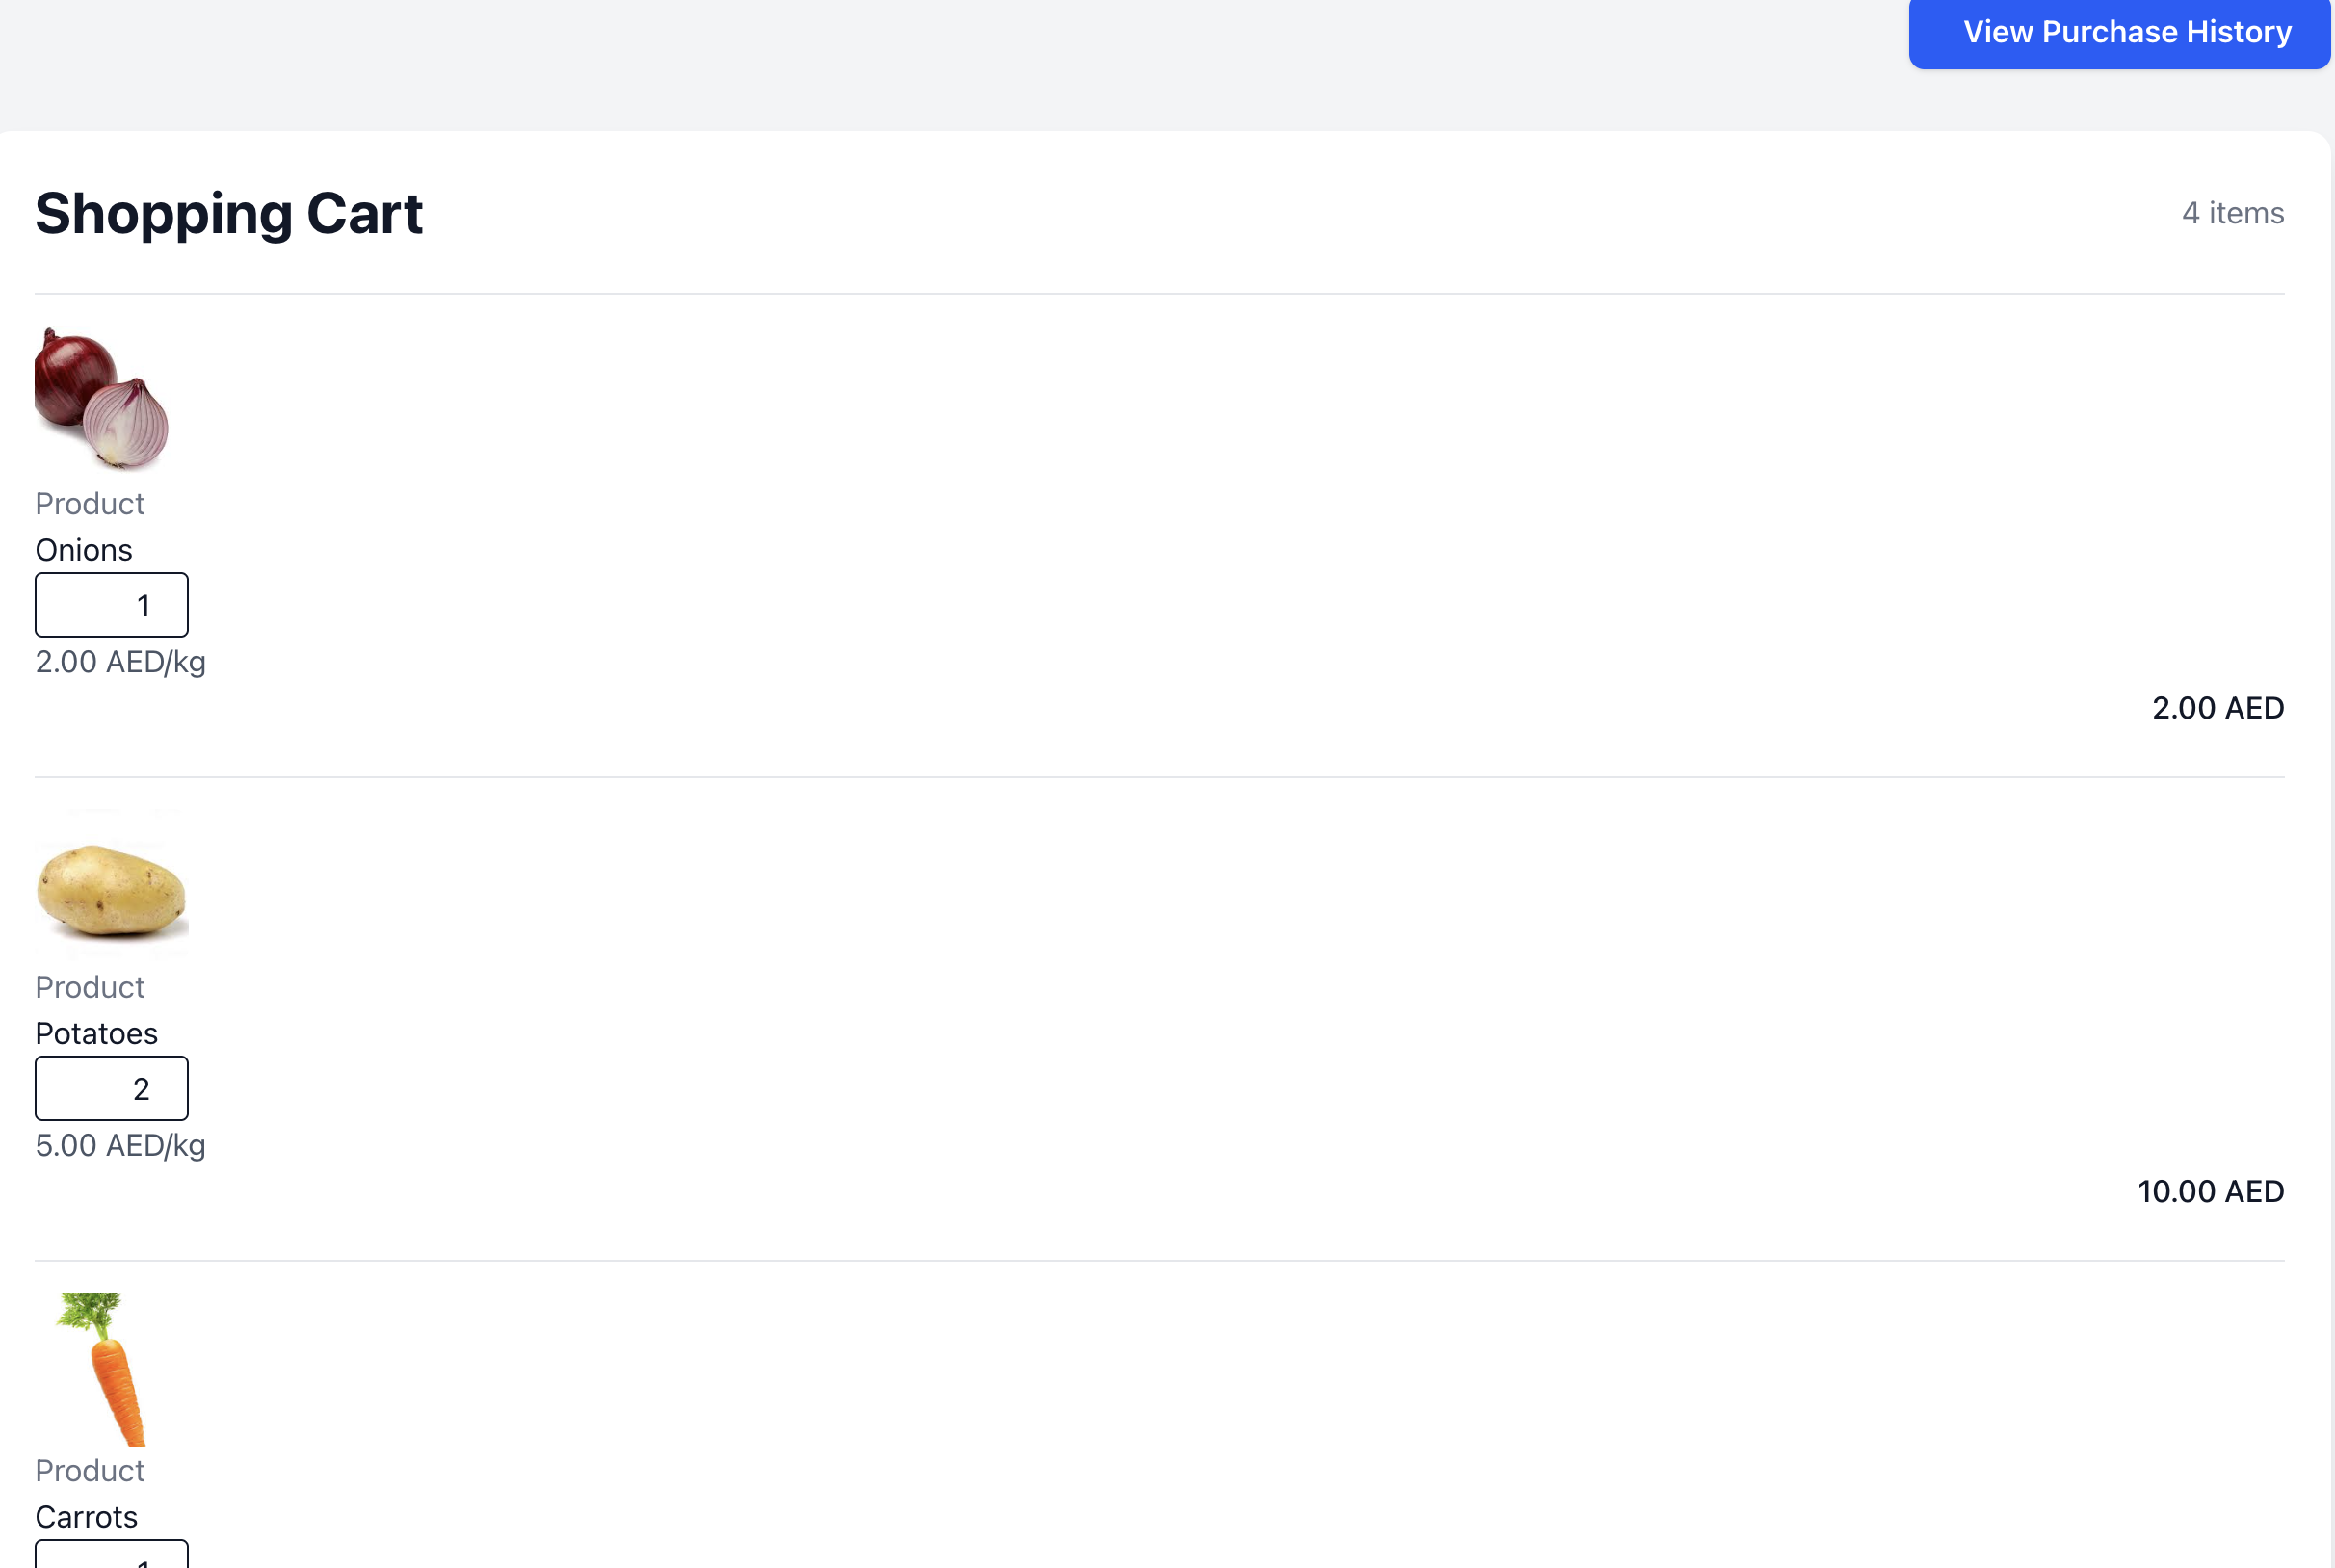 View Purchase History
Shopping Cart
4 items
Product
Onions
1
2.00 AED/kg
2.00 AED
Product
Potatoes
2
5.00 AED/kg
10.00 AED
Product
Carrots